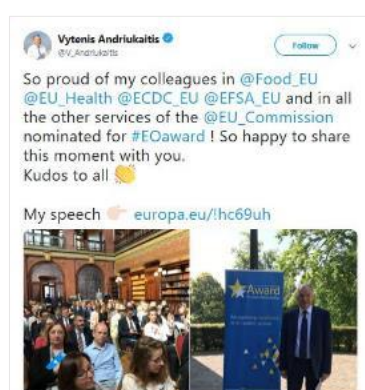 Vytenis Andriukaitis
@V_Andriukaitis
Follow
So proud of my colleagues in @Food_EU
@EU_Health @ECDC_EU @EFSA_EU and in all
the other services of the @EU_Commission
nominated for #EOaward ! So happy to share
this moment with you.
Kudos to all 👏
My speech 👉🏻 europa.eu/!hc69uh
Award